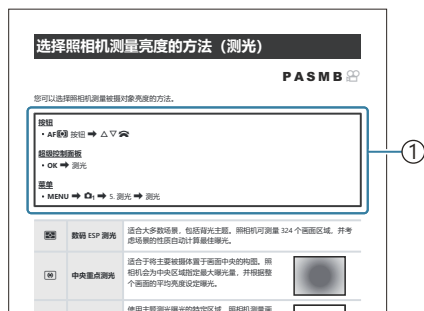 选择照相机测量亮度的方法（测光）
PASMB
您可以选择照相机测量被摄对象亮度的方法。
按钮
• AF 按钮 ➡ △▽
超级控制面板
• OK ➡ 测光
菜单
• MENU ➡ 1 ➡ 5. 测光 ➡ 测光
①
数码 ESP 测光
适合大多数场景，包括背光主题。照相机可测量 324 个画面区域，并考
虑场景的性质自动计算最佳曝光。
中央重点测光
适合于将主要被摄体置于画面中央的构图。照
相机会为中央区域指定最大曝光量，并根据整
个画面的平均亮度设定曝光。